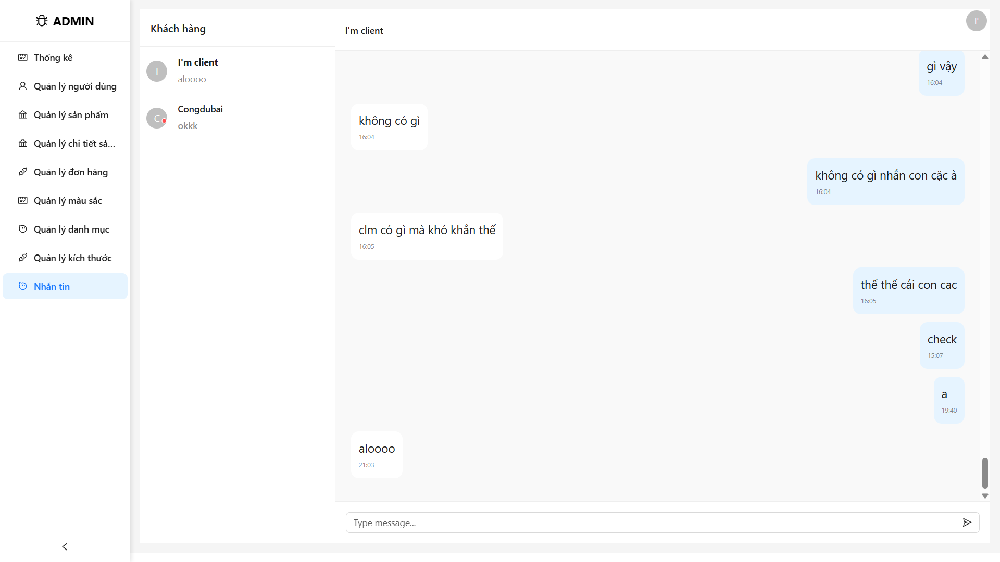 ADMIN
Thống kê
Quản lý người dùng
Quản lý sản phẩm
Quản lý chi tiết sả...
Quản lý đơn hàng
Quản lý màu sắc
Quản lý danh mục
Quản lý kích thước
Nhắn tin
Khách hàng
I
I'm client
aloooo
C
Congdubai
okkk
I'm client
I'
gì vậy
16:04
không có gì
16:04
không có gì nhắn con cặc à
16:04
clm có gì mà khó khắn thế
16:05
thế thế cái con cac
16:05
check
15:07
a
19:40
aloooo
21:03
Type message...